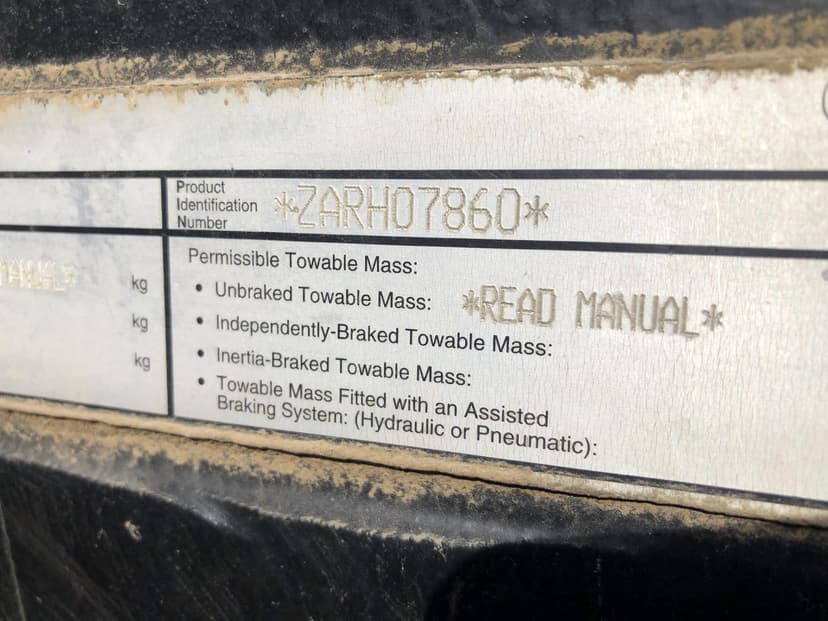 Product
Identification
Number
*ZARH07860*
MANUAL*
kg
kg
kg
Permissible Towable Mass:
• Unbraked Towable Mass: *READ MANUAL*
• Independently-Braked Towable Mass:
• Inertia-Braked Towable Mass:
• Towable Mass Fitted with an Assisted
Braking System: (Hydraulic or Pneumatic):